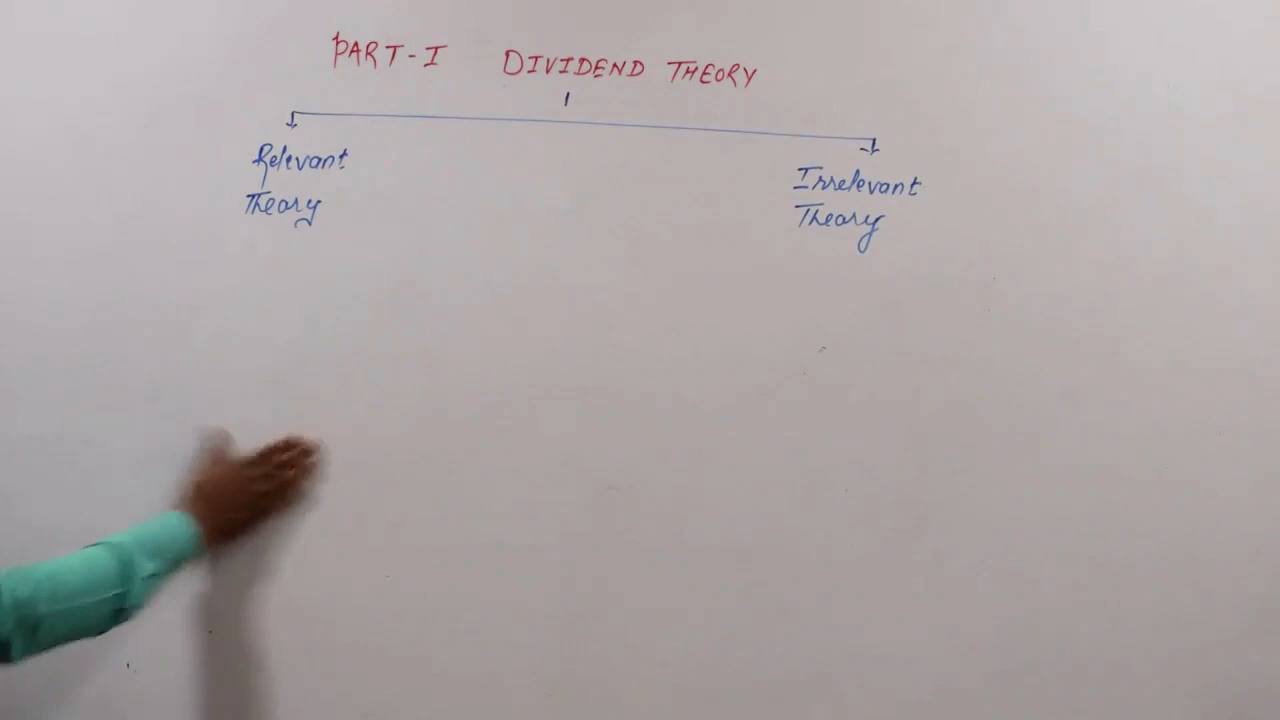 PART-I DIVIDEND THEORY
Relevant
Theory
Irrelevant
Theory